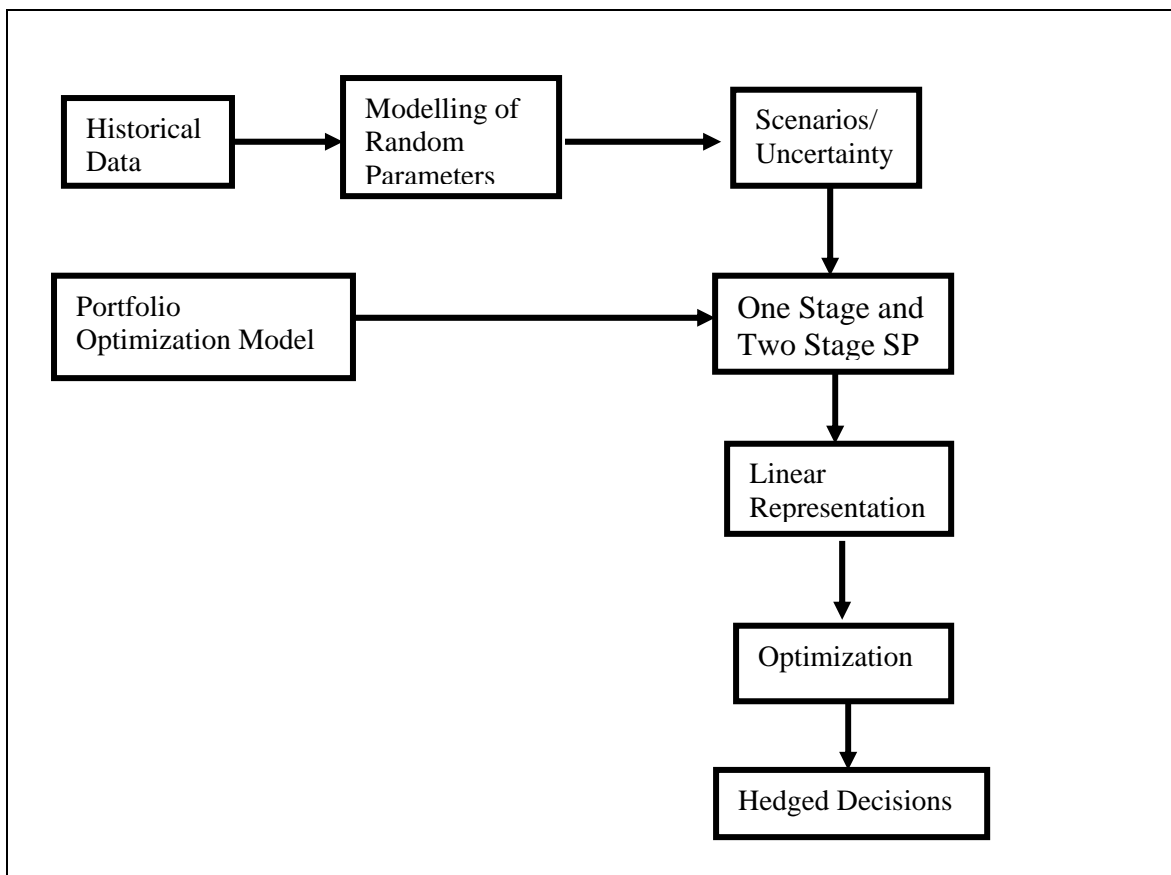 Historical
Data
Modelling of
Random
Parameters
Scenarios/
Uncertainty
Portfolio
Optimization Model
One Stage and
Two Stage SP
Linear
Representation
Optimization
Hedged Decisions